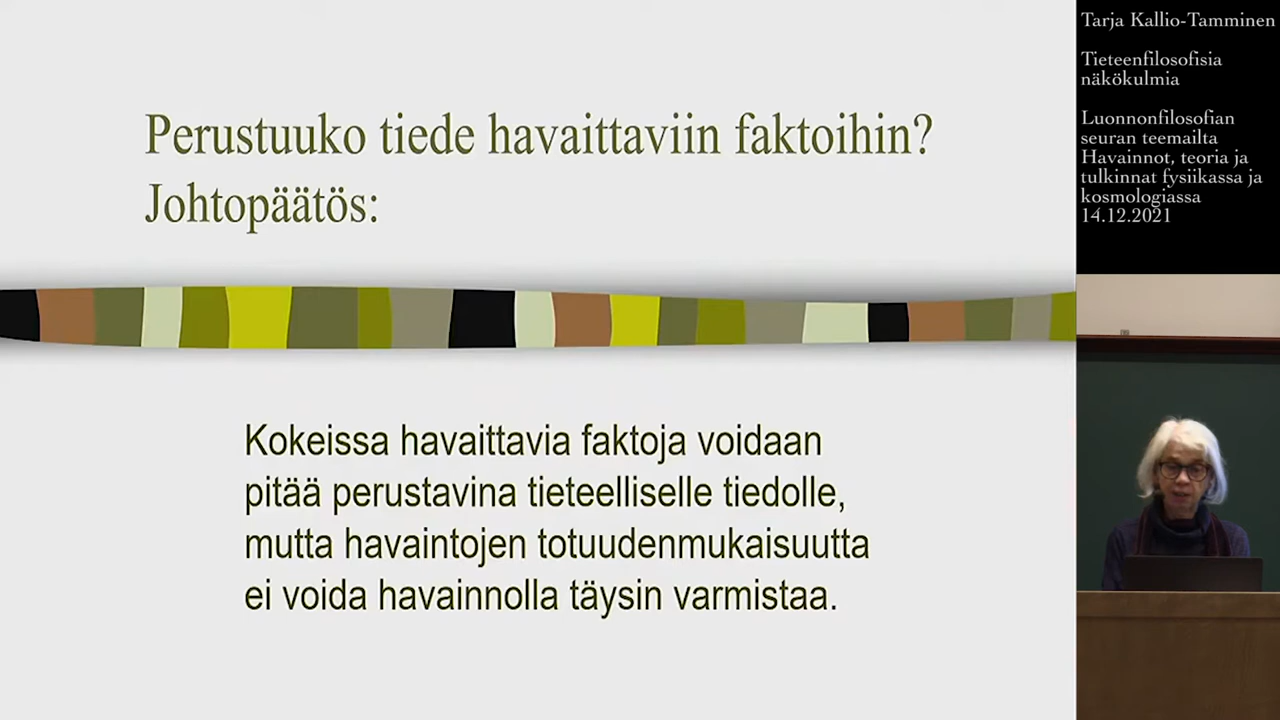 Perustuuko tiede havaittaviin faktoihin?
Johtopäätös:
Kokeissa havaittavia faktoja voidaan
pitää perustavina tieteelliselle tiedolle,
mutta havaintojen totuudenmukaisuutta
ei voida havainnolla täysin varmistaa.
Tarja Kallio-Tamminen
Tieteenfilosofisia
näkökulmia
Luonnonfilosofian
seuran teemailta
Havainnot, teoria ja
tulkinnat fysiikassa ja
kosmologiassa
14.12.2021